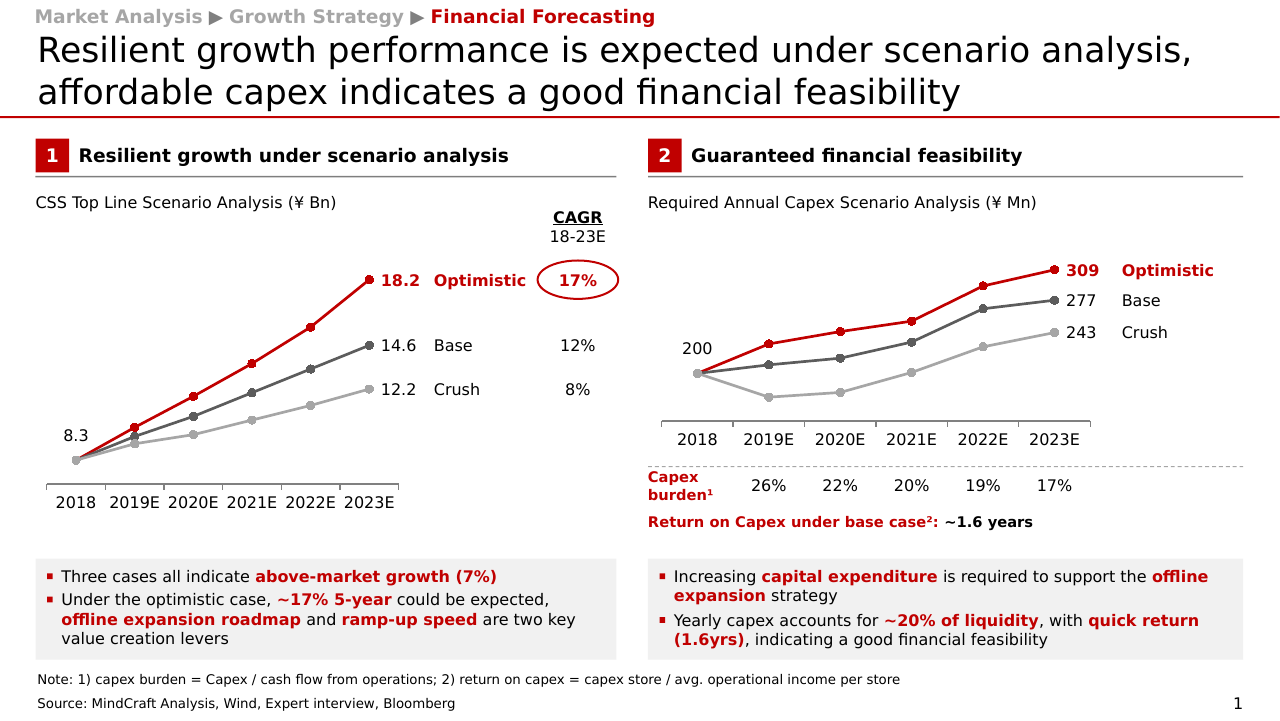 Market Analysis ▶ Growth Strategy ▶ Financial Forecasting
Resilient growth performance is expected under scenario analysis,
affordable capex indicates a good financial feasibility
1 Resilient growth under scenario analysis
CSS Top Line Scenario Analysis (¥ Bn)
CAGR
18-23E
18.2 Optimistic 17%
14.6 Base 12%
12.2 Crush 8%
8.3
2018 2019E 2020E 2021E 2022E 2023E
▪ Three cases all indicate above-market growth (7%)
▪ Under the optimistic case, ~17% 5-year could be expected,
offline expansion roadmap and ramp-up speed are two key
value creation levers
2 Guaranteed financial feasibility
Required Annual Capex Scenario Analysis (¥ Mn)
309 Optimistic
277 Base
243 Crush
200
2018 2019E 2020E 2021E 2022E 2023E
Capex
burden¹
26% 22% 20% 19% 17%
Return on Capex under base case²: ~1.6 years
▪ Increasing capital expenditure is required to support the offline
expansion strategy
▪ Yearly capex accounts for ~20% of liquidity, with quick return
(1.6yrs), indicating a good financial feasibility
Note: 1) capex burden = Capex / cash flow from operations; 2) return on capex = capex store / avg. operational income per store
Source: MindCraft Analysis, Wind, Expert interview, Bloomberg
1